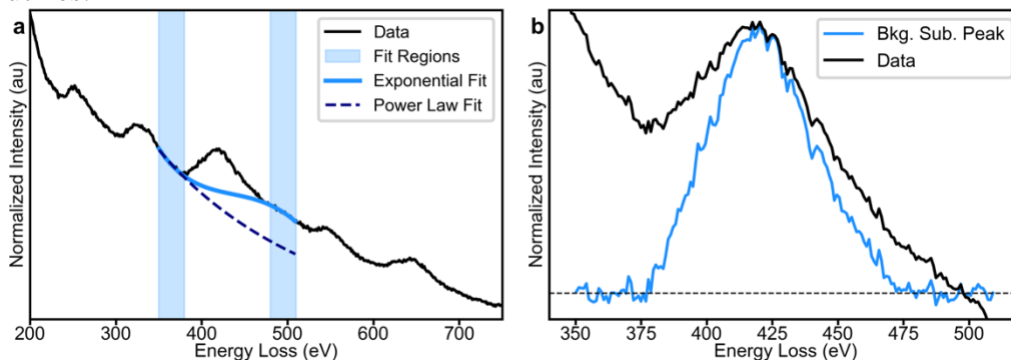 a
Normalized Intensity (au)
Data
Fit Regions
Exponential Fit
Power Law Fit
200 300 400 500 600 700
Energy Loss (eV)
b
Normalized Intensity (au)
Bkg. Sub. Peak
Data
350 375 400 425 450 475 500
Energy Loss (eV)